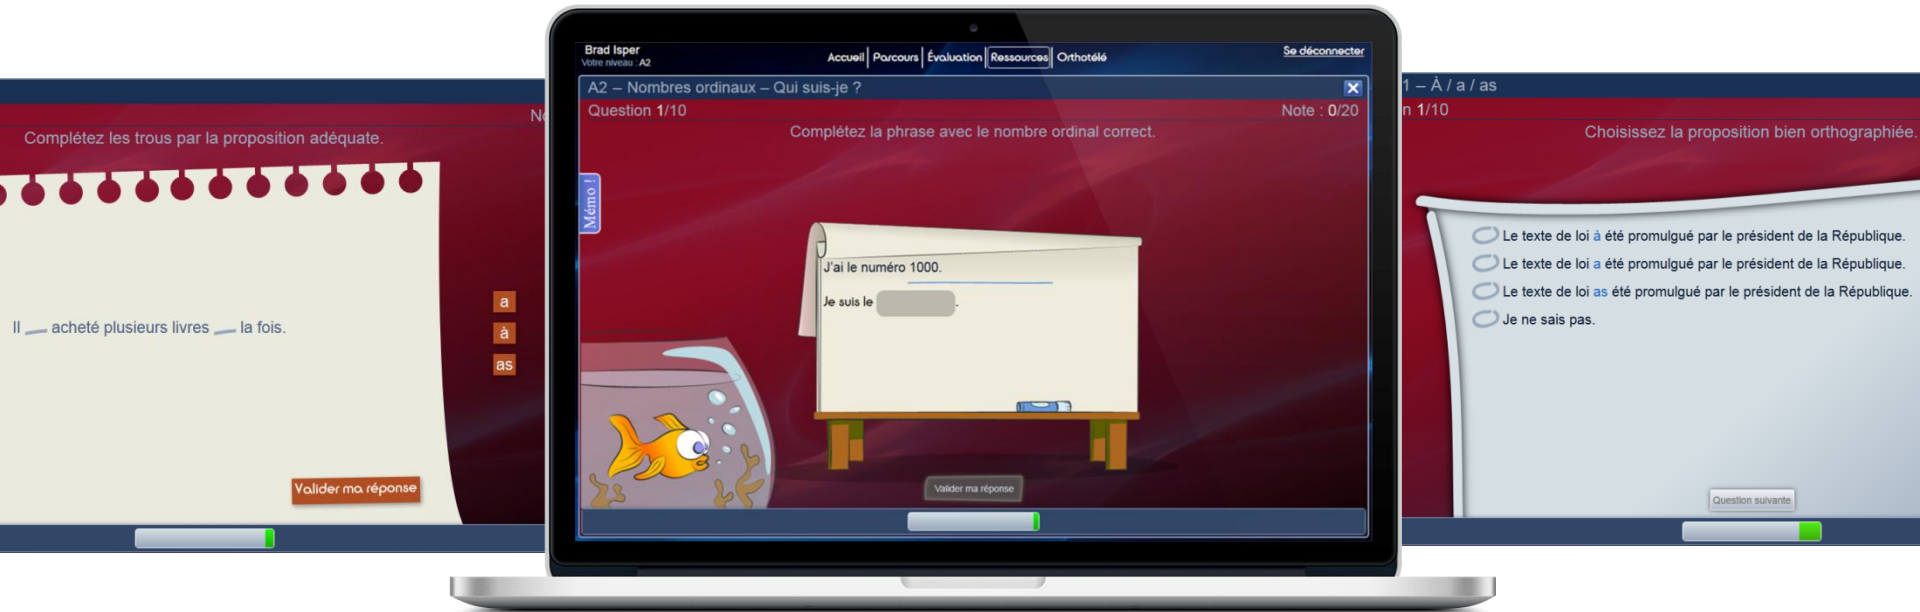 No
Complétez les trous par la proposition adéquate.
Il __ acheté plusieurs livres __ la fois.
a
à
as
Valider ma réponse
Brad Isper
Votre niveau : A2
Accueil Parcours Évaluation Ressources Orthotélé
Se déconnecter
A2 – Nombres ordinaux – Qui suis-je ?
Question 1/10
Note : 0/20
Complétez la phrase avec le nombre ordinal correct.
Mémo !
J'ai le numéro 1000.
Je suis le .
Valider ma réponse
1 – À / a / as
n 1/10
Choisissez la proposition bien orthographiée.
Le texte de loi à été promulgué par le président de la République.
Le texte de loi a été promulgué par le président de la République.
Le texte de loi as été promulgué par le président de la République.
Je ne sais pas.
Question suivante